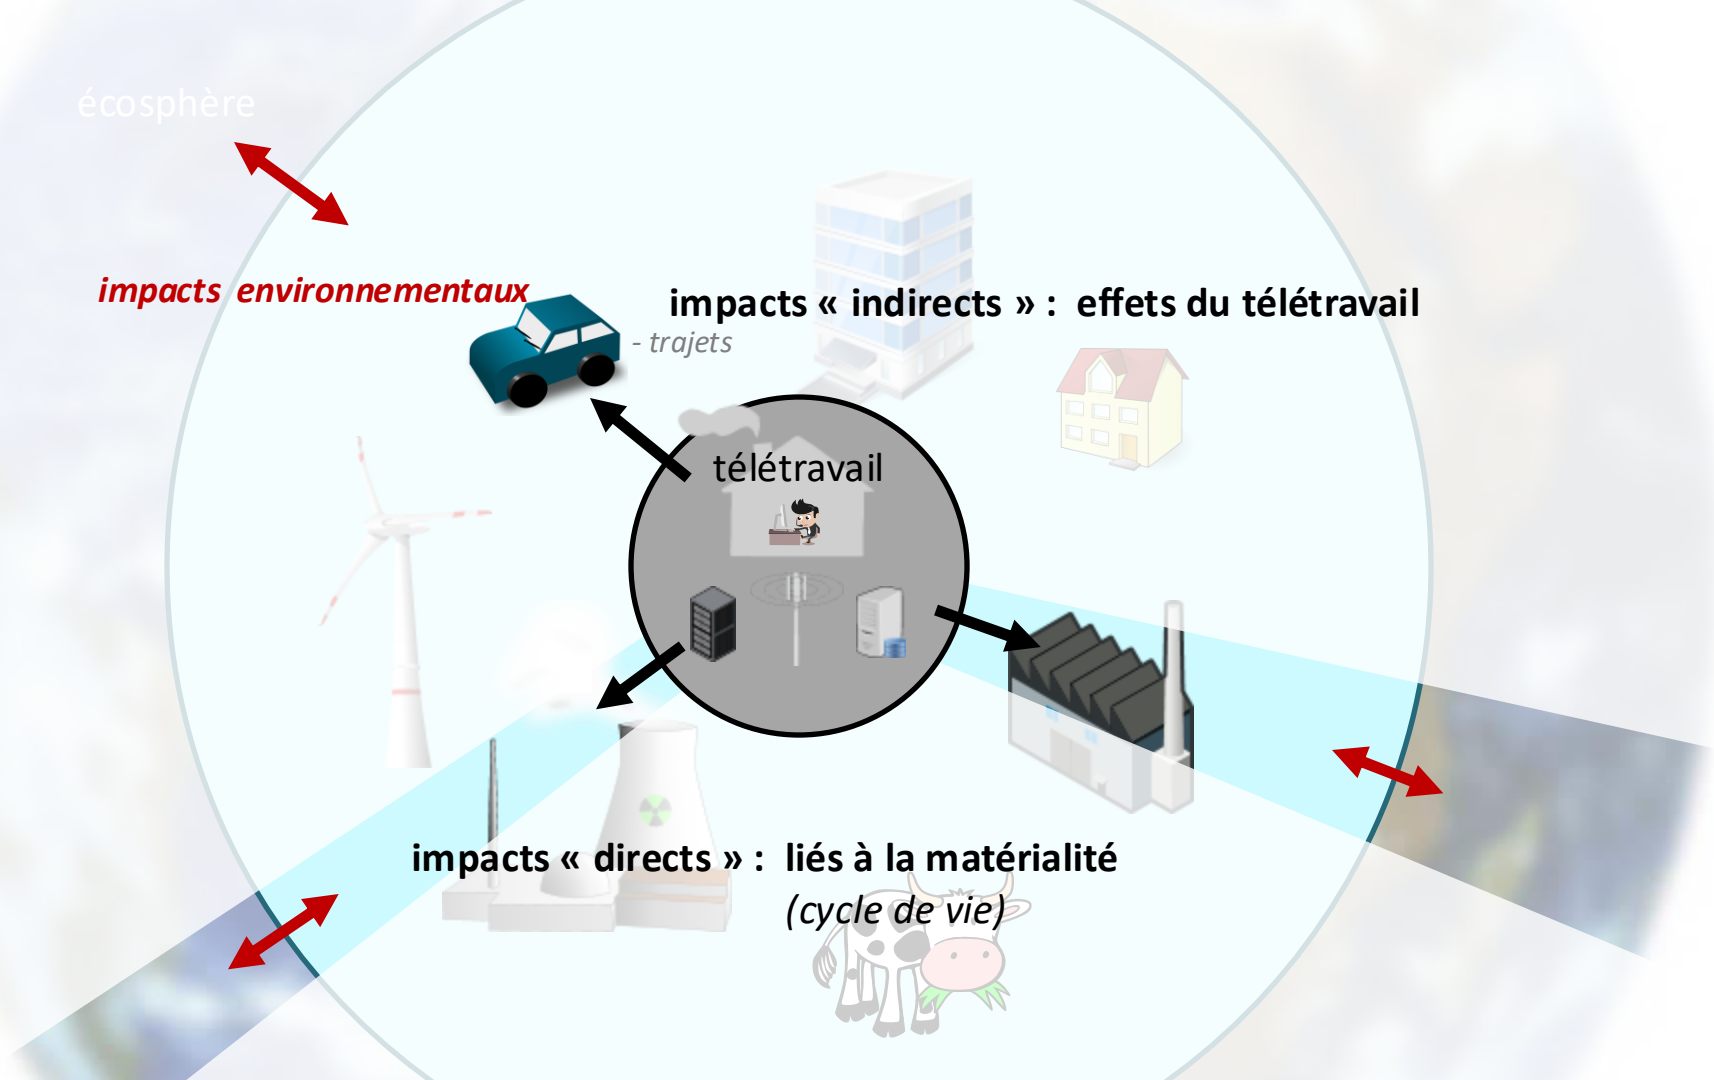 écosphère
impacts environnementaux
impacts « indirects » : effets du télétravail
- trajets
télétravail
impacts « directs » : liés à la matérialité
(cycle de vie)